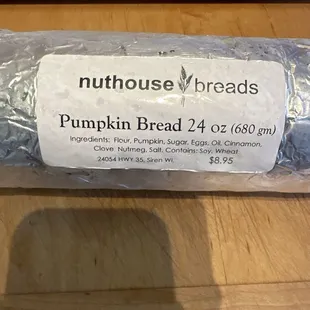 nuthouse breads
Pumpkin Bread 24 oz (680 gm)
Ingredients: Flour, Pumpkin, Sugar, Eggs, Oil, Cinnamon,
Clove, Nutmeg, Salt. Contains: Soy, Wheat
24054 HWY 35, Siren WI, $8.95